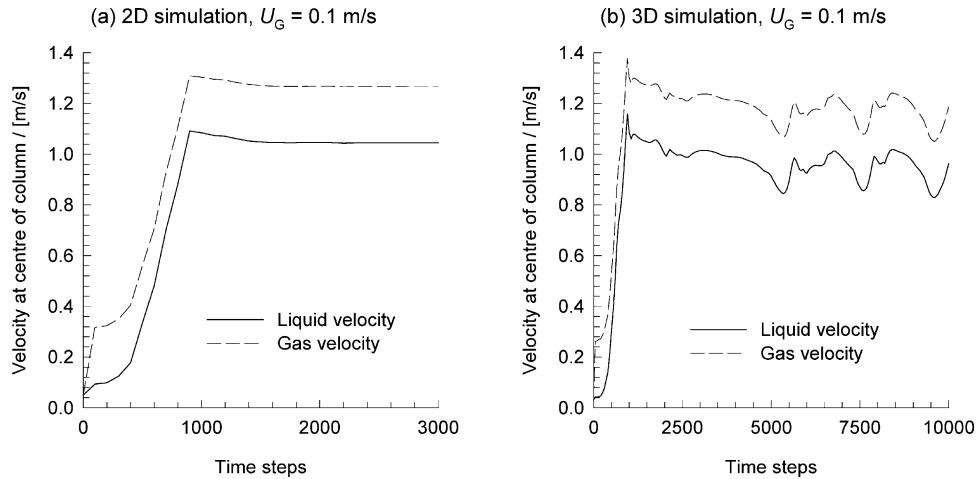 (a) 2D simulation, U_G = 0.1 m/s
Velocity at centre of column / [m/s]
1.4
1.2
1.0
0.8
0.6
0.4
0.2
0.0
Liquid velocity
Gas velocity
0 1000 2000 3000
Time steps
(b) 3D simulation, U_G = 0.1 m/s
Velocity at centre of column / [m/s]
1.4
1.2
1.0
0.8
0.6
0.4
0.2
0.0
Liquid velocity
Gas velocity
0 2500 5000 7500 10000
Time steps